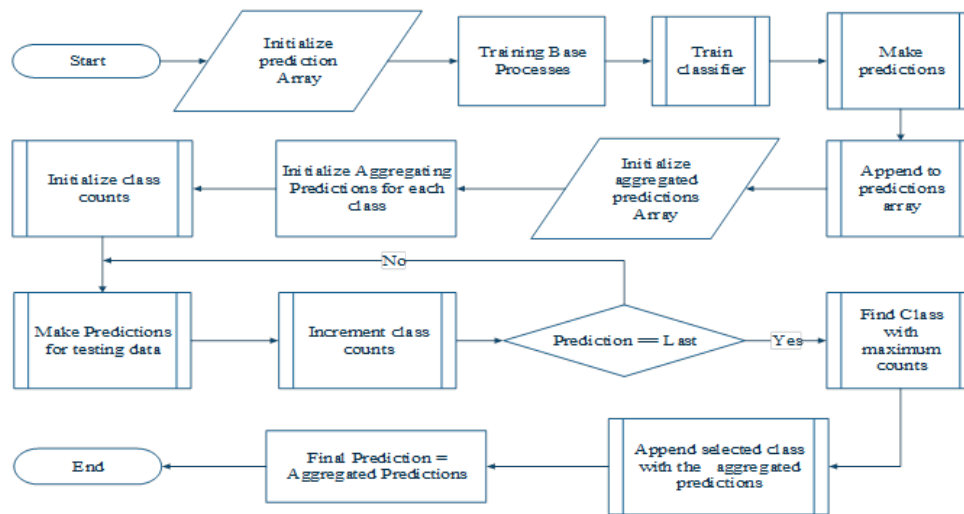 Start
Initialize
prediction
Array
Training Base
Processes
Train
classifier
Make
predictions
Initialize class
counts
Initialize Aggregating
Predictions for each
class
Initialize
aggregated
predictions
Array
Append to
predictions
array
No
Make Predictions
for testing data
Increment class
counts
Prediction == Last
Yes
Find Class
with
maximum
counts
End
Final Prediction =
Aggregated Predictions
Append selected class
with the aggregated
predictions